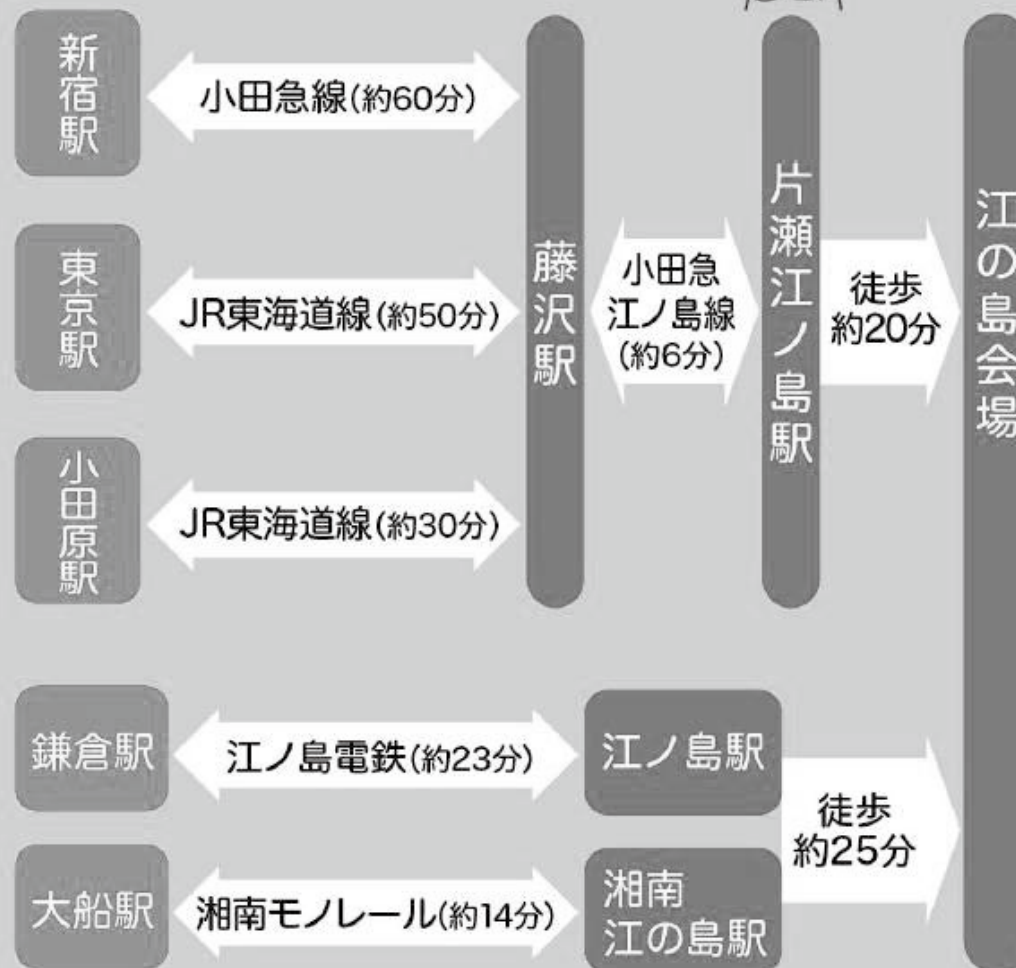 新宿駅
小田急線(約60分)
東京駅
JR東海道線(約50分)
小田原駅
JR東海道線(約30分)
藤沢駅
小田急
江ノ島線
(約6分)
片瀬江ノ島駅
徒歩
約20分
江の島会場
鎌倉駅
江ノ島電鉄(約23分)
江ノ島駅
大船駅
湘南モノレール(約14分)
湘南
江の島駅
徒歩
約25分